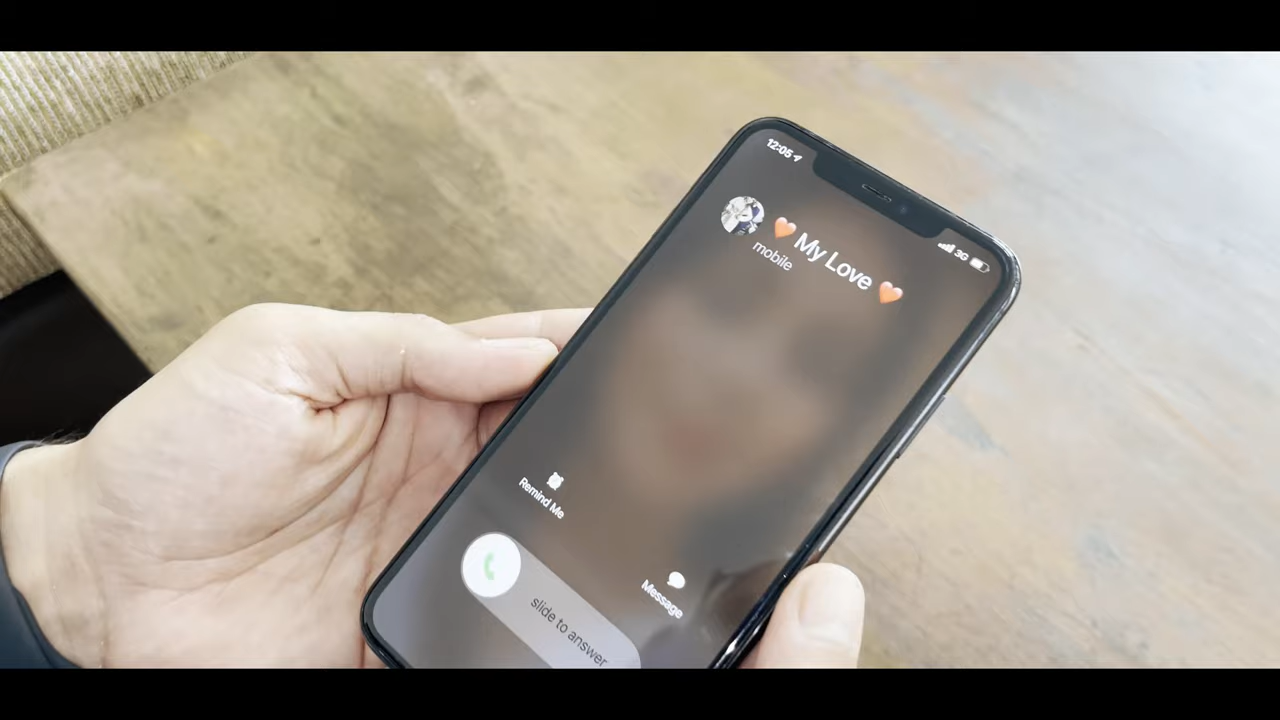 12:05
3G
🧡 My Love 🧡
mobile
Remind Me
Message
slide to answer